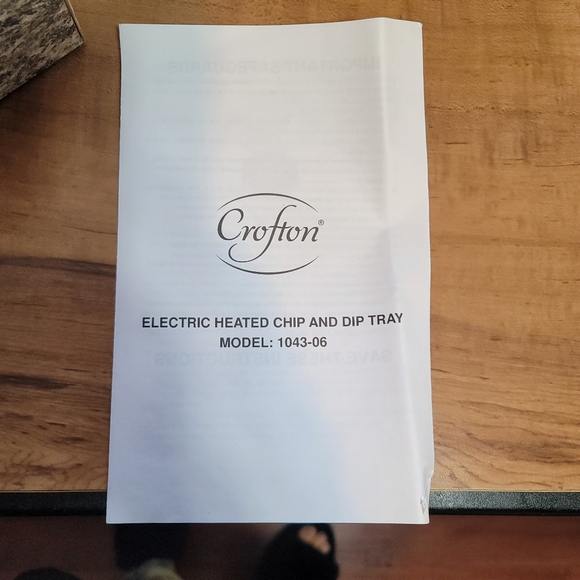 Crofton®
ELECTRIC HEATED CHIP AND DIP TRAY
MODEL: 1043-06